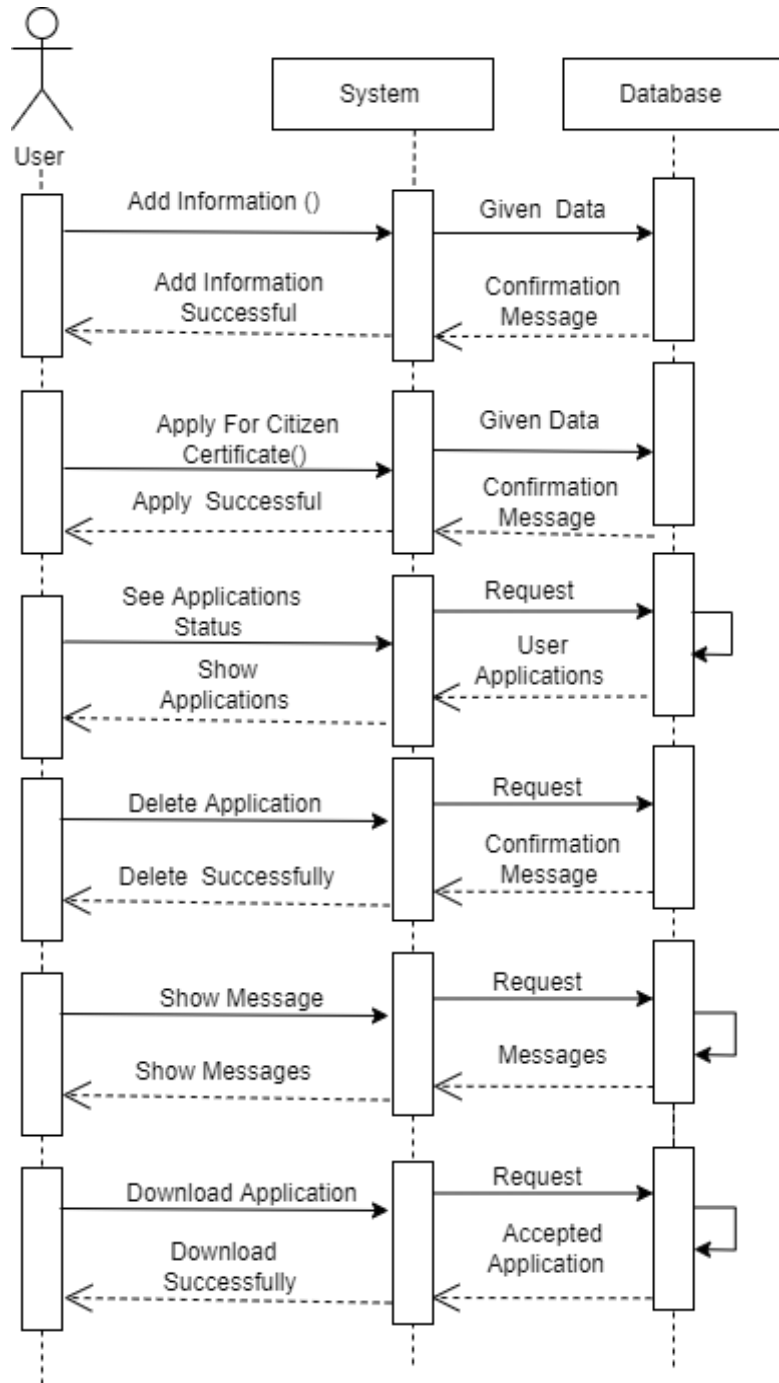 System
Database
User
Add Information ()
Given Data
Add Information
Successful
Confirmation
Message
Apply For Citizen
Certificate()
Given Data
Apply Successful
Confirmation
Message
See Applications
Status
Request
Show
Applications
User
Applications
Delete Application
Request
Delete Successfully
Confirmation
Message
Show Message
Request
Show Messages
Messages
Download Application
Request
Download
Successfully
Accepted
Application